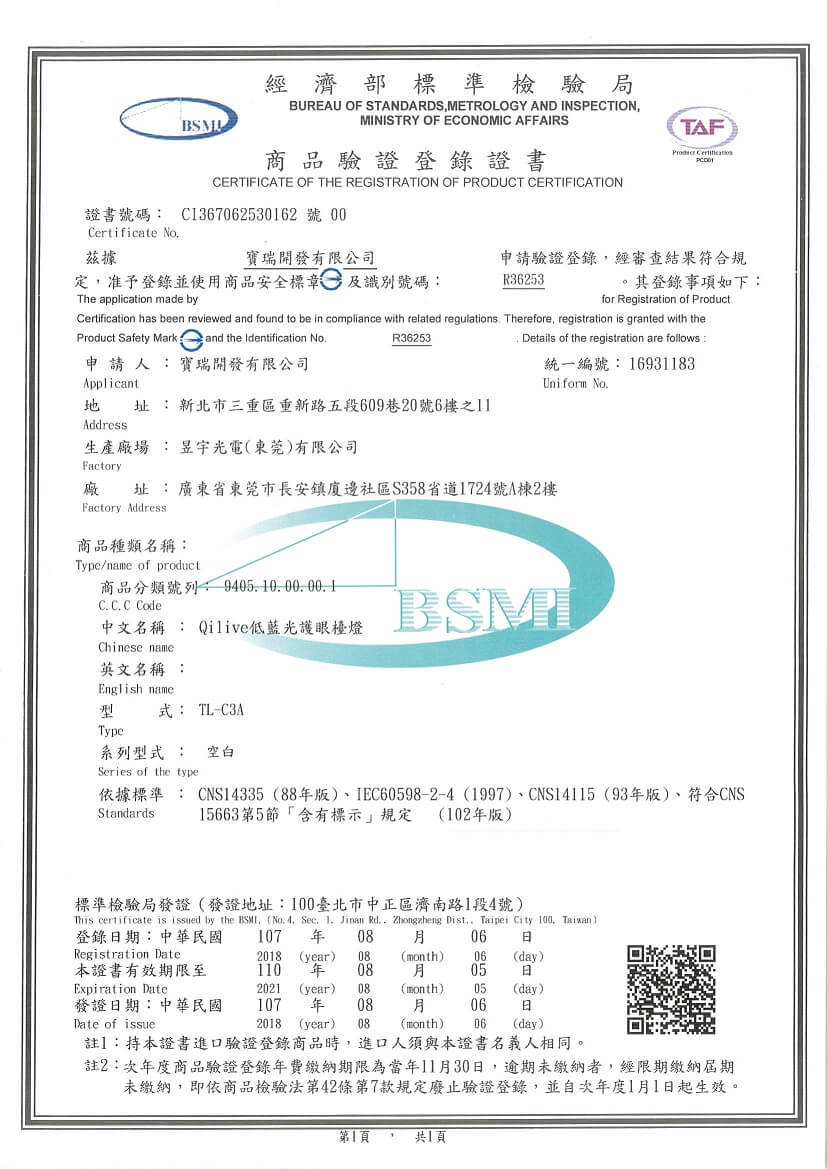 經濟部標準檢驗局
BUREAU OF STANDARDS,METROLOGY AND INSPECTION,
MINISTRY OF ECONOMIC AFFAIRS
BSMI
TAF
Product Certification
PC001
商品驗證登錄證書
CERTIFICATE OF THE REGISTRATION OF PRODUCT CERTIFICATION
證書號碼： CI367062530162 號 00
Certificate No.
茲據 寶瑞開發有限公司 申請驗證登錄，經審查結果符合規
定，准予登錄並使用商品安全標章 及識別號碼： R36253 。其登錄事項如下：
The application made by for Registration of Product
Certification has been reviewed and found to be in compliance with related regulations. Therefore, registration is granted with the
Product Safety Mark and the Identification No. R36253 . Details of the registration are follows :
申請人 ： 寶瑞開發有限公司 統一編號： 16931183
Applicant Uniform No.
地址 ： 新北市三重區重新路五段609巷20號6樓之11
Address
生產廠場 ： 昱宇光電(東莞)有限公司
Factory
廠址 ： 廣東省東莞市長安鎮廈邊社區S358省道1724號A棟2樓
Factory Address
商品種類名稱：
Type/name of product
商品分類號列： 9405.10.00.00.1
C.C.C Code
BSMI
中文名稱 ： Qilive低藍光護眼檯燈
Chinese name
英文名稱 ：
English name
型式： TL-C3A
Type
系列型式 ： 空白
Series of the type
依據標準 ： CNS14335 (88年版)、IEC60598-2-4 (1997)、CNS14115 (93年版)、符合CNS
Standards 15663第5節「含有標示」規定 (102年版)
標準檢驗局發證 (發證地址：100臺北市中正區濟南路1段4號)
This certificate is issued by the BSMI. (No.4, Sec. 1, Jinan Rd., Zhongzheng Dist., Taipei City 100, Taiwan)
登錄日期：中華民國 107 年 08 月 06 日
Registration Date 2018 (year) 08 (month) 06 (day)
本證書有效期限至 110 年 08 月 05 日
Expiration Date 2021 (year) 08 (month) 05 (day)
發證日期：中華民國 107 年 08 月 06 日
Date of issue 2018 (year) 08 (month) 06 (day)
註1：持本證書進口驗證登錄商品時，進口人須與本證書名義人相同。
註2：次年度商品驗證登錄年費繳納期限為當年11月30日，逾期未繳納者，經限期繳納屆期
未繳納，即依商品檢驗法第42條第7款規定廢止驗證登錄，並自次年度1月1日起生效。
第1頁 ， 共1頁